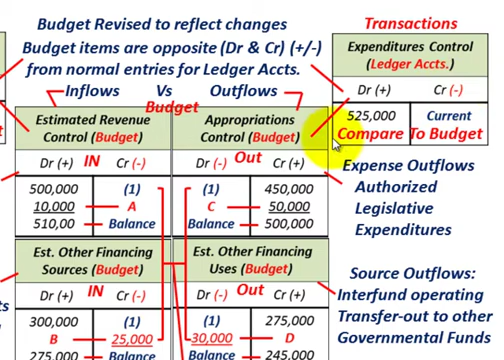 Budget Revised to reflect changes
Budget items are opposite (Dr & Cr) (+/-)
from normal entries for Ledger Accts.
Inflows Vs Outflows
Budget
Transactions
Expenditures Control
(Ledger Accts.)
Dr (+) Cr (-)
525,000 Current
Compare To Budget
Estimated Revenue
Control (Budget)
Dr (+) IN Cr (-)
500,000 (1)
10,000 A
510,00 Balance
Appropriations
Control (Budget)
Dr (-) Out Cr (+)
(1) 450,000
C 50,000
Balance 500,000
Expense Outflows
Authorized
Legislative
Expenditures
Est. Other Financing
Sources (Budget)
Dr (+) IN Cr (-)
300,000 (1)
B 25,000
275,000 Balance
Est. Other Financing
Uses (Budget)
Dr (-) Out Cr (+)
(1) 275,000
30,000 D
Balance 245,000
Source Outflows:
Interfund operating
Transfer-out to other
Governmental Funds